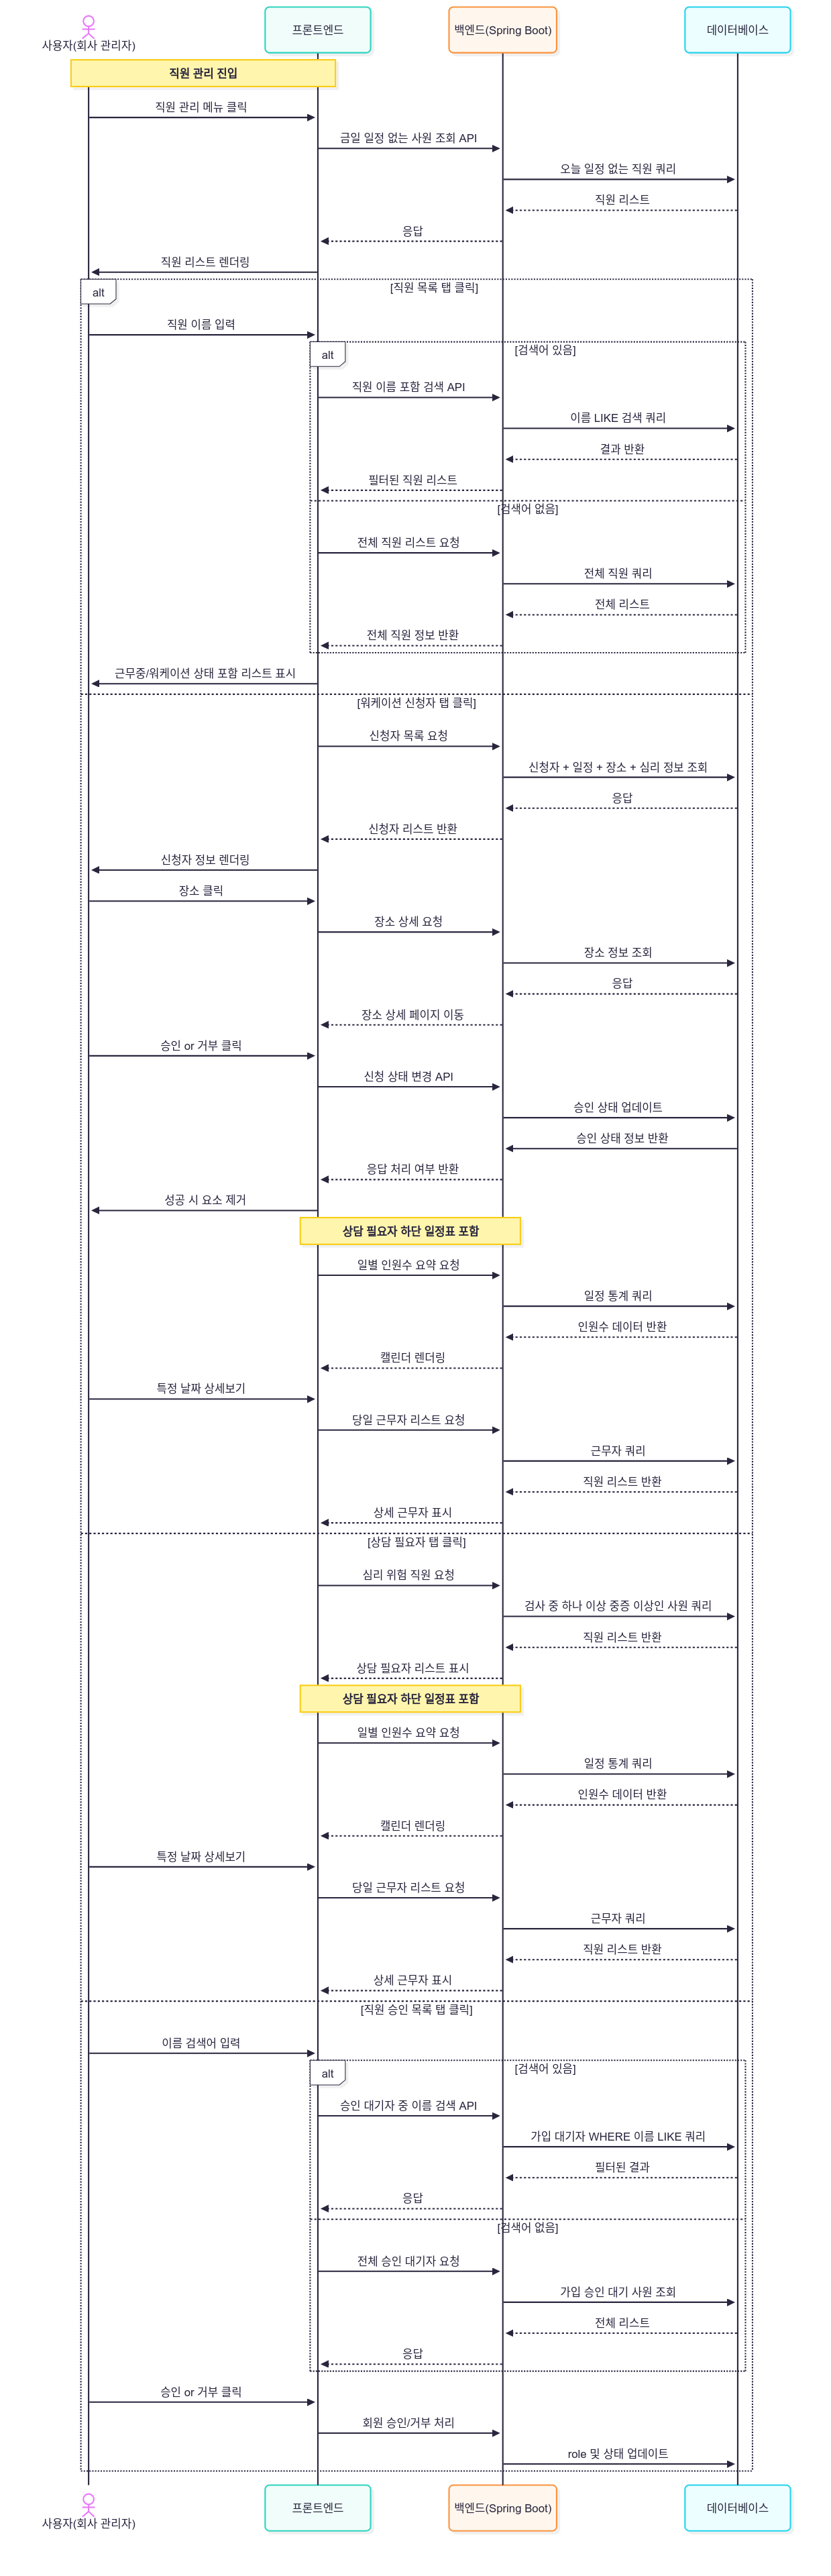 사용자(회사 관리자)
프론트엔드
백엔드(Spring Boot)
데이터베이스
직원 관리 진입
직원 관리 메뉴 클릭
금일 일정 없는 사원 조회 API
오늘 일정 없는 직원 쿼리
직원 리스트
응답
직원 리스트 렌더링
alt
[직원 목록 탭 클릭]
직원 이름 입력
alt
[검색어 있음]
직원 이름 포함 검색 API
이름 LIKE 검색 쿼리
결과 반환
필터된 직원 리스트
[검색어 없음]
전체 직원 리스트 요청
전체 직원 쿼리
전체 리스트
전체 직원 정보 반환
근무중/워케이션 상태 포함 리스트 표시
[워케이션 신청자 탭 클릭]
신청자 목록 요청
신청자 + 일정 + 장소 + 심리 정보 조회
응답
신청자 리스트 반환
신청자 정보 렌더링
장소 클릭
장소 상세 요청
장소 정보 조회
응답
장소 상세 페이지 이동
승인 or 거부 클릭
신청 상태 변경 API
승인 상태 업데이트
승인 상태 정보 반환
응답 처리 여부 반환
성공 시 요소 제거
상담 필요자 하단 일정표 포함
일별 인원수 요약 요청
일정 통계 쿼리
인원수 데이터 반환
캘린더 렌더링
특정 날짜 상세보기
당일 근무자 리스트 요청
근무자 쿼리
직원 리스트 반환
상세 근무자 표시
[상담 필요자 탭 클릭]
심리 위험 직원 요청
검사 중 하나 이상 중증 이상인 사원 쿼리
직원 리스트 반환
상담 필요자 리스트 표시
상담 필요자 하단 일정표 포함
일별 인원수 요약 요청
일정 통계 쿼리
인원수 데이터 반환
캘린더 렌더링
특정 날짜 상세보기
당일 근무자 리스트 요청
근무자 쿼리
직원 리스트 반환
상세 근무자 표시
[직원 승인 목록 탭 클릭]
이름 검색어 입력
alt
[검색어 있음]
승인 대기자 중 이름 검색 API
가입 대기자 WHERE 이름 LIKE 쿼리
필터된 결과
응답
[검색어 없음]
전체 승인 대기자 요청
가입 승인 대기 사원 조회
전체 리스트
응답
승인 or 거부 클릭
회원 승인/거부 처리
role 및 상태 업데이트
사용자(회사 관리자)
프론트엔드
백엔드(Spring Boot)
데이터베이스